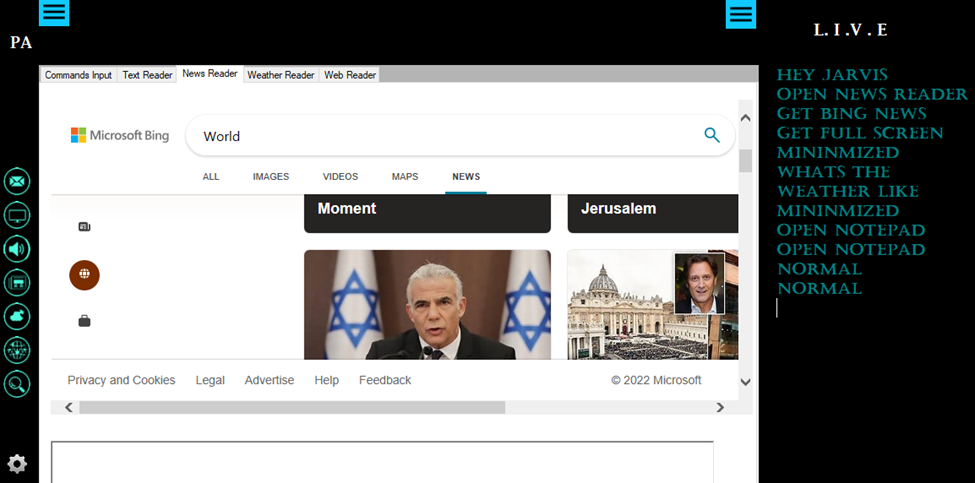 PA
L.I.V.E
Commands Input Text Reader News Reader Weather Reader Web Reader
Microsoft Bing World
ALL IMAGES VIDEOS MAPS NEWS
Moment Jerusalem
Privacy and Cookies Legal Advertise Help Feedback © 2022 Microsoft
HEY JARVIS
OPEN NEWS READER
GET BING NEWS
GET FULL SCREEN
MININMIZED
WHATS THE
WEATHER LIKE
MININMIZED
OPEN NOTEPAD
OPEN NOTEPAD
NORMAL
NORMAL